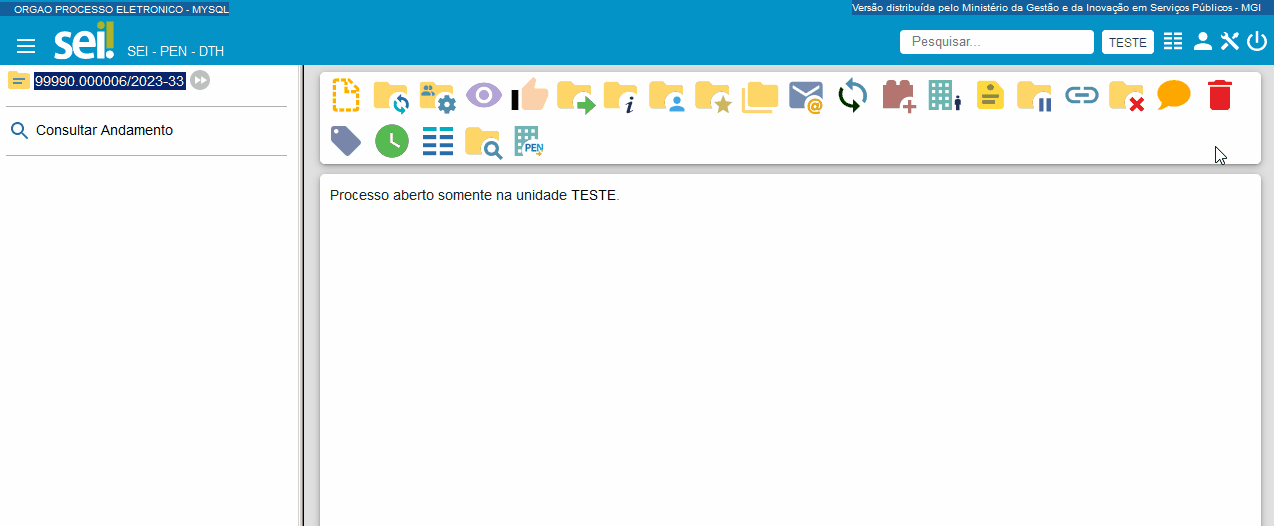 ORGAO PROCESSO ELETRONICO - MYSQL
Versão distribuída pelo Ministério da Gestão e da Inovação em Serviços Públicos - MGI
sei!
SEI - PEN - DTH
Pesquisar...
TESTE
99990.000006/2023-33
Consultar Andamento
i
@
PEN
Processo aberto somente na unidade TESTE.